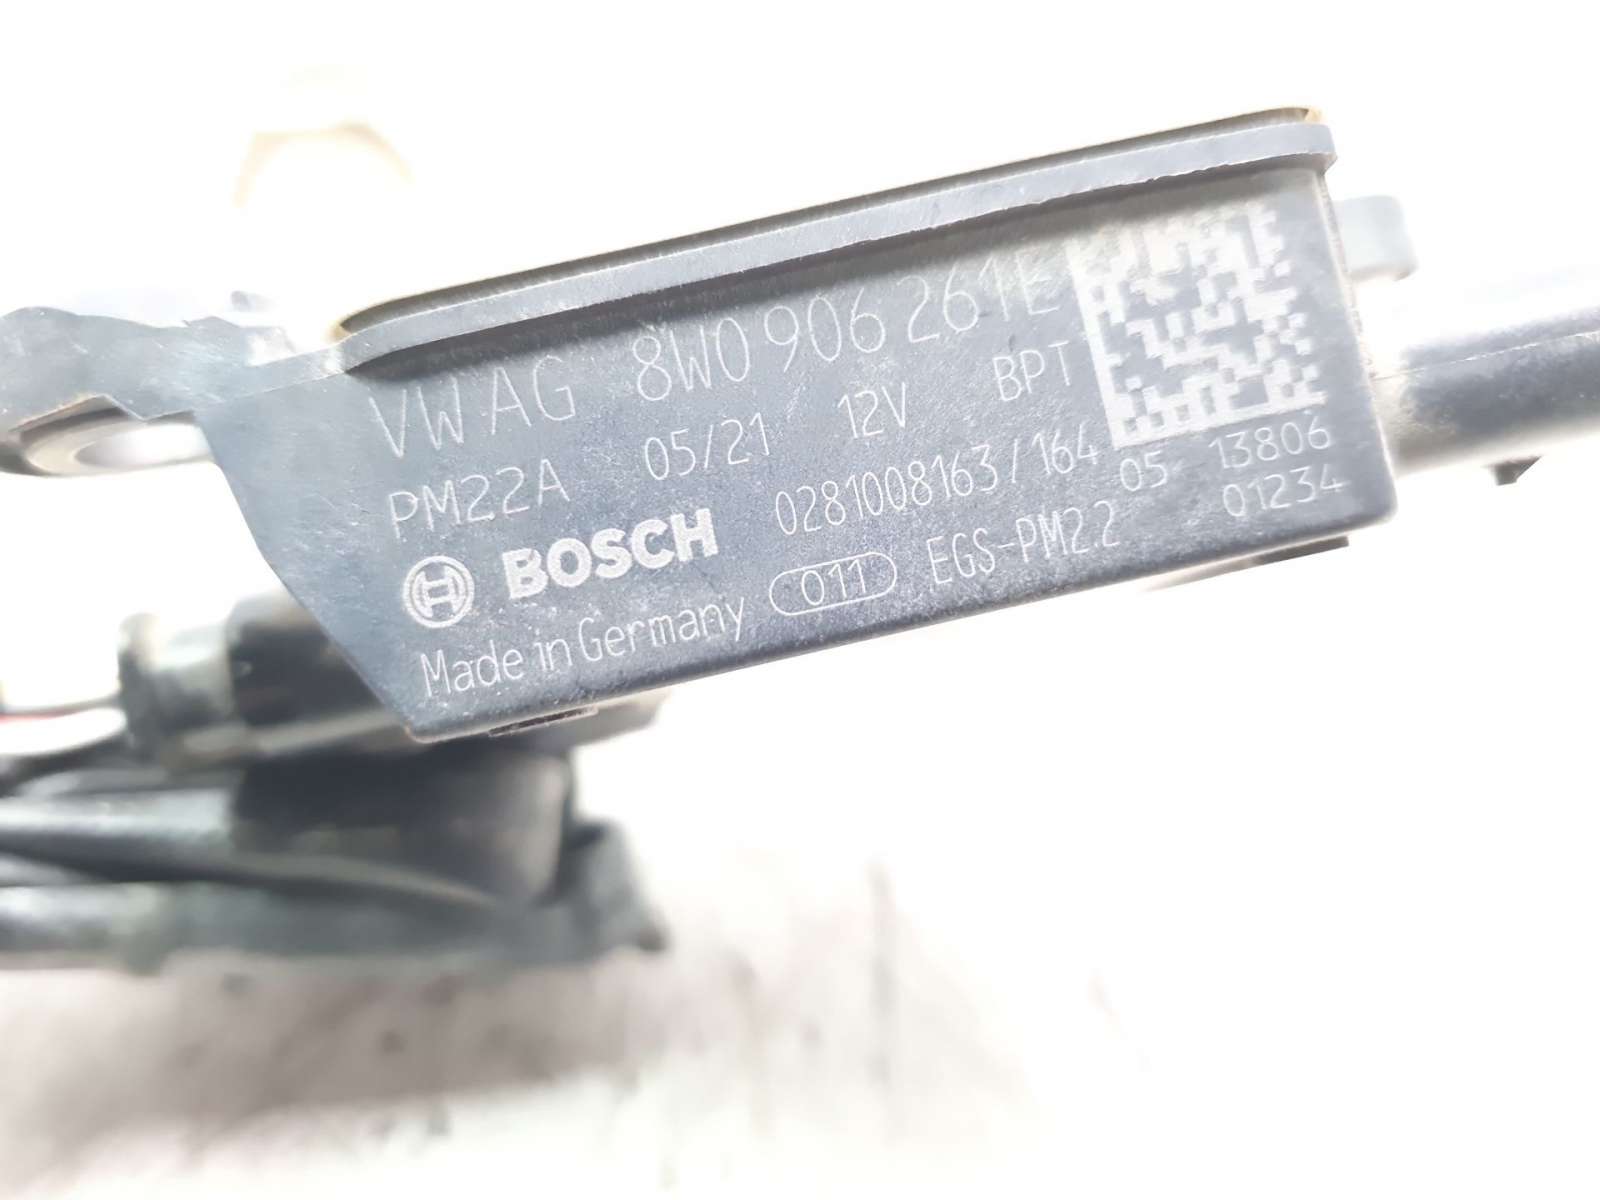 VW AG 8W0 906 261E
PM22A 05/21 12V BPT
BOSCH 0281008163/164 05 13806
Made in Germany 011 EGS-PM2.2 01234